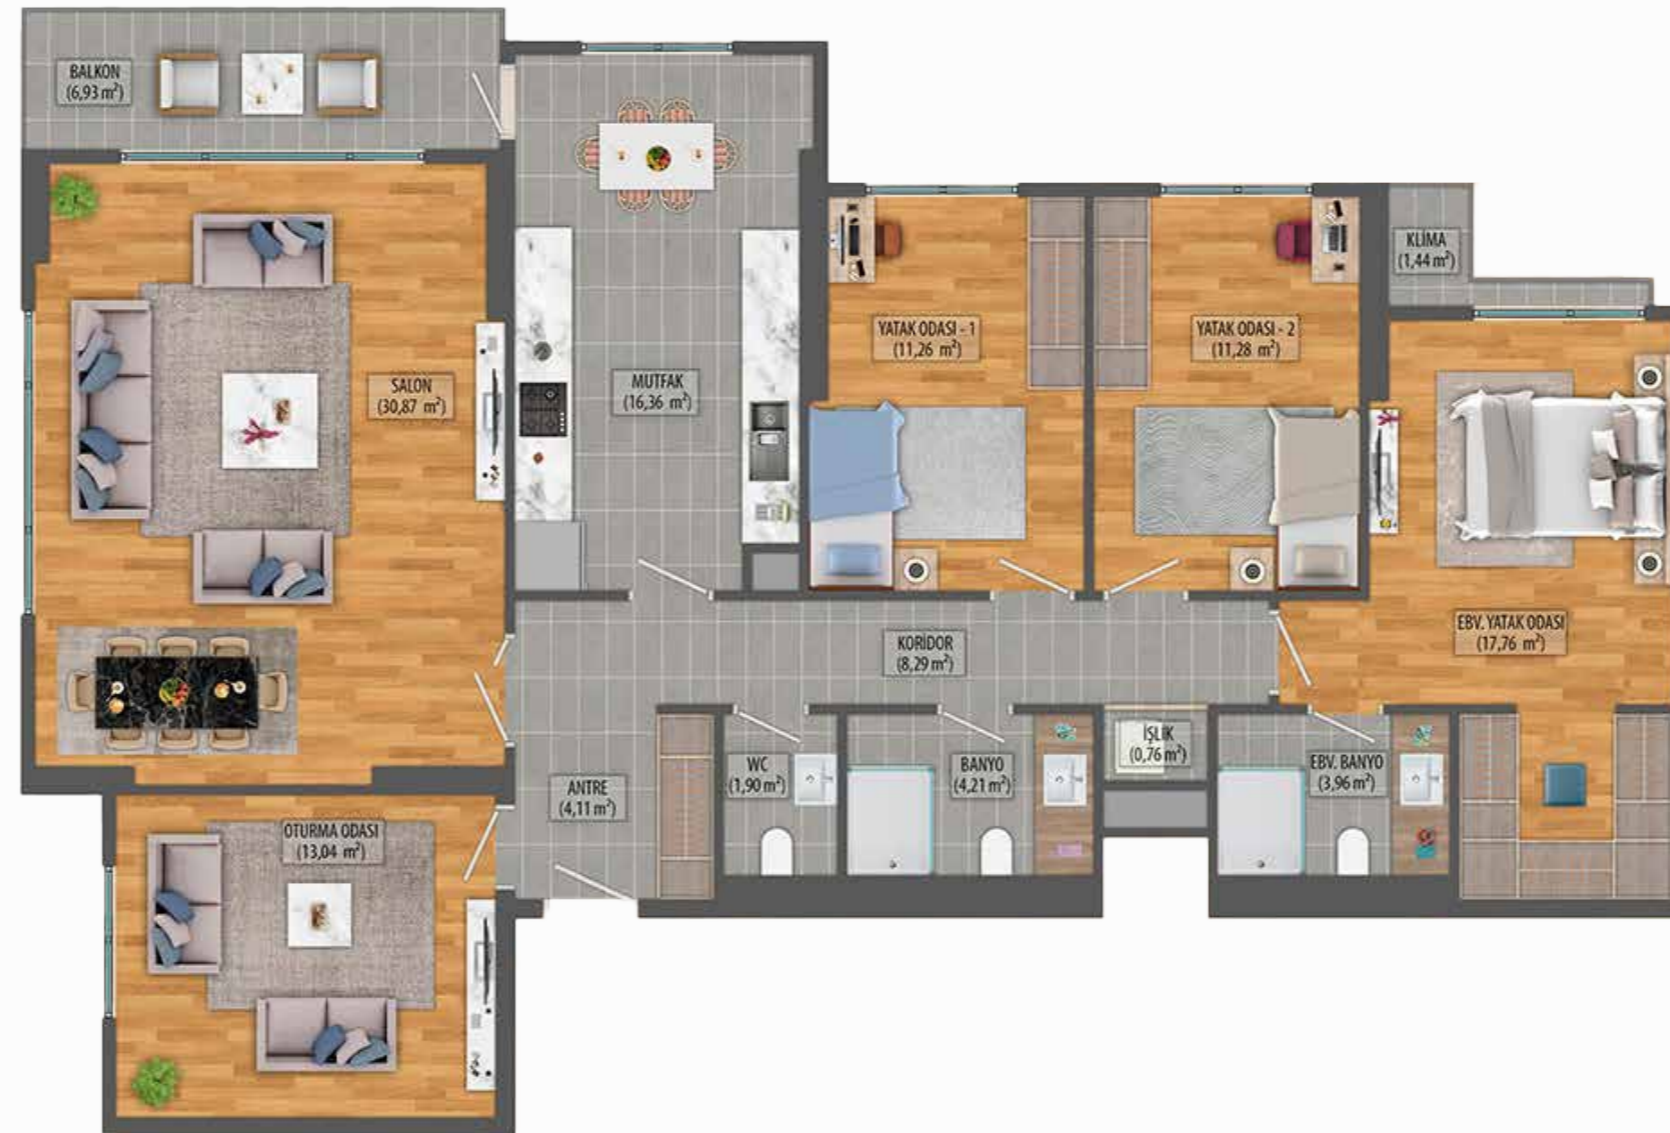 BALKON
(6,93 m²)
KLİMA
(1,44 m²)
YATAK ODASI - 1
(11,26 m²)
YATAK ODASI - 2
(11,28 m²)
SALON
(30,87 m²)
MUTFAK
(16,36 m²)
KORİDOR
(8,29 m²)
EBV. YATAK ODASI
(17,76 m²)
ANTRE
(4,11 m²)
WC
(1,90 m²)
BANYO
(4,21 m²)
İŞLİK
(0,76 m²)
EBV. BANYO
(3,96 m²)
OTURMA ODASI
(13,04 m²)